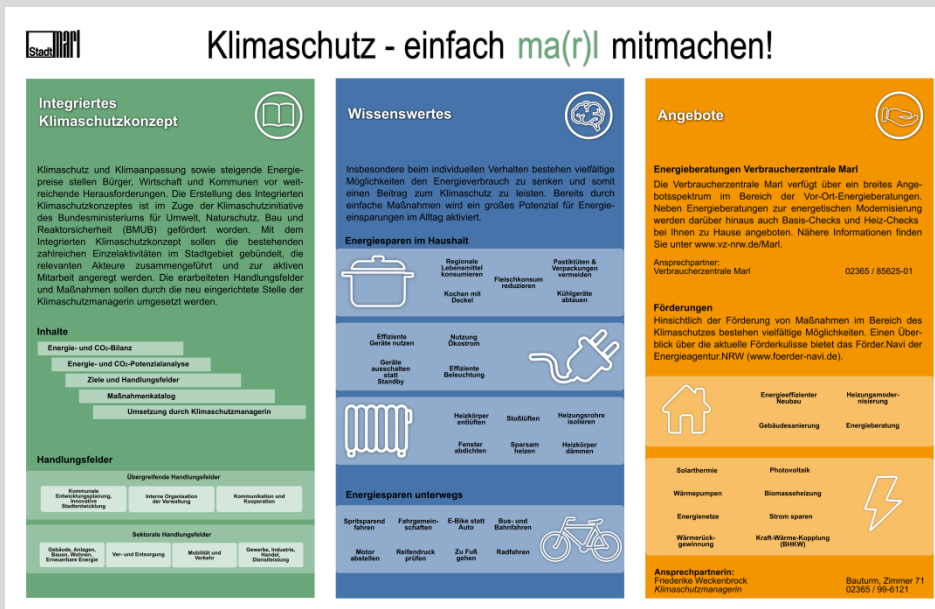 Stadt marl
Klimaschutz - einfach ma(r)l mitmachen!
Integriertes
Klimaschutzkonzept
Klimaschutz und Klimaanpassung sowie steigende Energie-
preise stellen Bürger, Wirtschaft und Kommunen vor weit-
reichende Herausforderungen. Die Erstellung des Integrierten
Klimaschutzkonzeptes ist im Zuge der Klimaschutzinitiative
des Bundesministeriums für Umwelt, Naturschutz, Bau und
Reaktorsicherheit (BMUB) gefördert worden. Mit dem
Integrierten Klimaschutzkonzept sollen die bestehenden
zahlreichen Einzelaktivitäten im Stadtgebiet gebündelt, die
relevanten Akteure zusammengeführt und zur aktiven
Mitarbeit angeregt werden. Die erarbeiteten Handlungsfelder
und Maßnahmen sollen durch die neu eingerichtete Stelle der
Klimaschutzmanagerin umgesetzt werden.
Inhalte
Energie- und CO₂-Bilanz
Energie- und CO₂-Potenzialanalyse
Ziele und Handlungsfelder
Maßnahmenkatalog
Umsetzung durch Klimaschutzmanagerin
Handlungsfelder
Übergreifende Handlungsfelder
Kommunale
Entwicklungsplanung,
Innovative
Stadtentwicklung
Interne Organisation
der Verwaltung
Kommunikation und
Kooperation
Sektorale Handlungsfelder
Gebäude, Anlagen,
Bauen, Wohnen,
Erneuerbare Energie
Ver- und Entsorgung
Mobilität und
Verkehr
Gewerbe, Industrie,
Handel,
Dienstleistung
Wissenswertes
Insbesondere beim individuellen Verhalten bestehen vielfältige
Möglichkeiten den Energieverbrauch zu senken und somit
einen Beitrag zum Klimaschutz zu leisten. Bereits durch
einfache Maßnahmen wird ein großes Potenzial für Energie-
einsparungen im Alltag aktiviert.
Energiesparen im Haushalt
Regionale
Lebensmittel
konsumieren
Fleischkonsum
reduzieren
Pastiktüten &
Verpackungen
vermeiden
Kochen mit
Deckel
Kühlgeräte
abtauen
Effiziente
Geräte nutzen
Nutzung
Ökostrom
Geräte
ausschalten
statt
Standby
Effiziente
Beleuchtung
Heizkörper
entlüften
Stoßlüften
Heizungsrohre
isolieren
Fenster
abdichten
Sparsam
heizen
Heizkörper
dämmen
Energiesparen unterwegs
Spritsparend
fahren
Fahrgemein-
schaften
E-Bike statt
Auto
Bus- und
Bahnfahren
Motor
abstellen
Reifendruck
prüfen
Zu Fuß
gehen
Radfahren
Angebote
Energieberatungen Verbraucherzentrale Marl
Die Verbraucherzentrale Marl verfügt über ein breites Ange-
botsspektrum im Bereich der Vor-Ort-Energieberatungen.
Neben Energieberatungen zur energetischen Modernisierung
werden darüber hinaus auch Basis-Checks und Heiz-Checks
bei Ihnen zu Hause angeboten. Nähere Informationen finden
Sie unter www.vz-nrw.de/Marl.
Ansprechpartner:
Verbraucherzentrale Marl 02365 / 85625-01
Förderungen
Hinsichtlich der Förderung von Maßnahmen im Bereich des
Klimaschutzes bestehen vielfältige Möglichkeiten. Einen Über-
blick über die aktuelle Förderkulisse bietet das Förder.Navi der
Energieagentur.NRW (www.foerder-navi.de).
Energieeffizienter
Neubau
Heizungsmoder-
nisierung
Gebäudesanierung
Energieberatung
Solarthermie
Photovoltaik
Wärmepumpen
Biomasseheizung
Energienetze
Strom sparen
Wärmerück-
gewinnung
Kraft-Wärme-Kopplung
(BHKW)
Ansprechpartnerin:
Friederike Weckenbrock Bauturm, Zimmer 71
Klimaschutzmanagerin 02365 / 99-6121